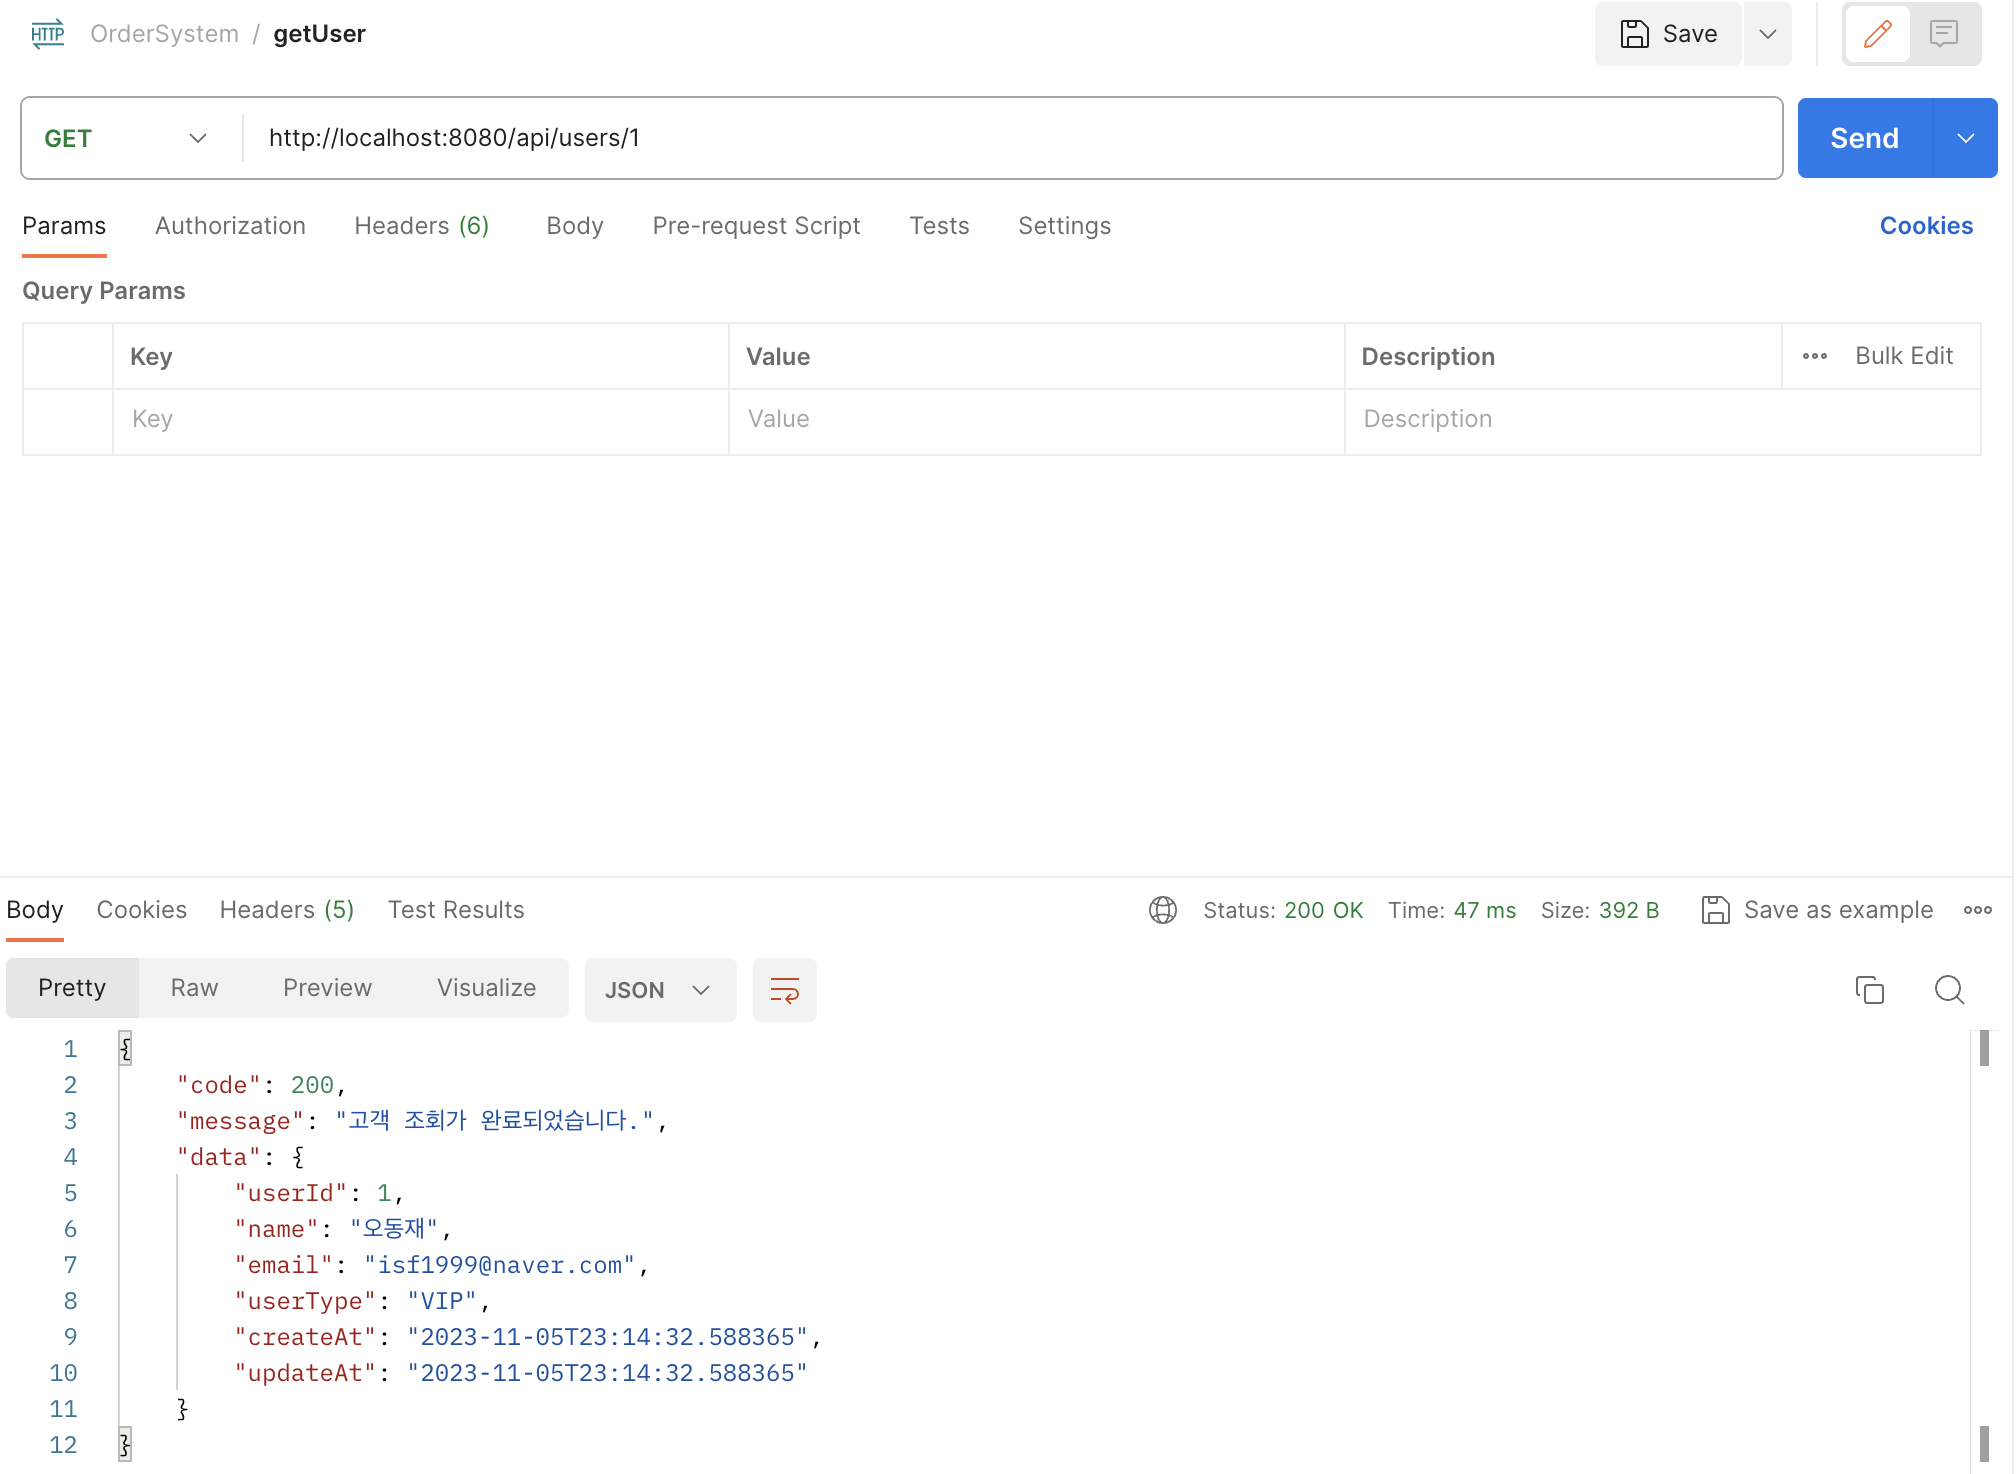 HTTP OrderSystem / getUser Save
GET http://localhost:8080/api/users/1 Send
Params Authorization Headers (6) Body Pre-request Script Tests Settings Cookies
Query Params
Key Value Description Bulk Edit
Key Value Description
Body Cookies Headers (5) Test Results Status: 200 OK Time: 47 ms Size: 392 B Save as example
Pretty Raw Preview Visualize JSON
1 {
2 "code": 200,
3 "message": "고객 조회가 완료되었습니다.",
4 "data": {
5 "userId": 1,
6 "name": "오동재",
7 "email": "isf1999@naver.com",
8 "userType": "VIP",
9 "createAt": "2023-11-05T23:14:32.588365",
10 "updateAt": "2023-11-05T23:14:32.588365"
11 }
12 }